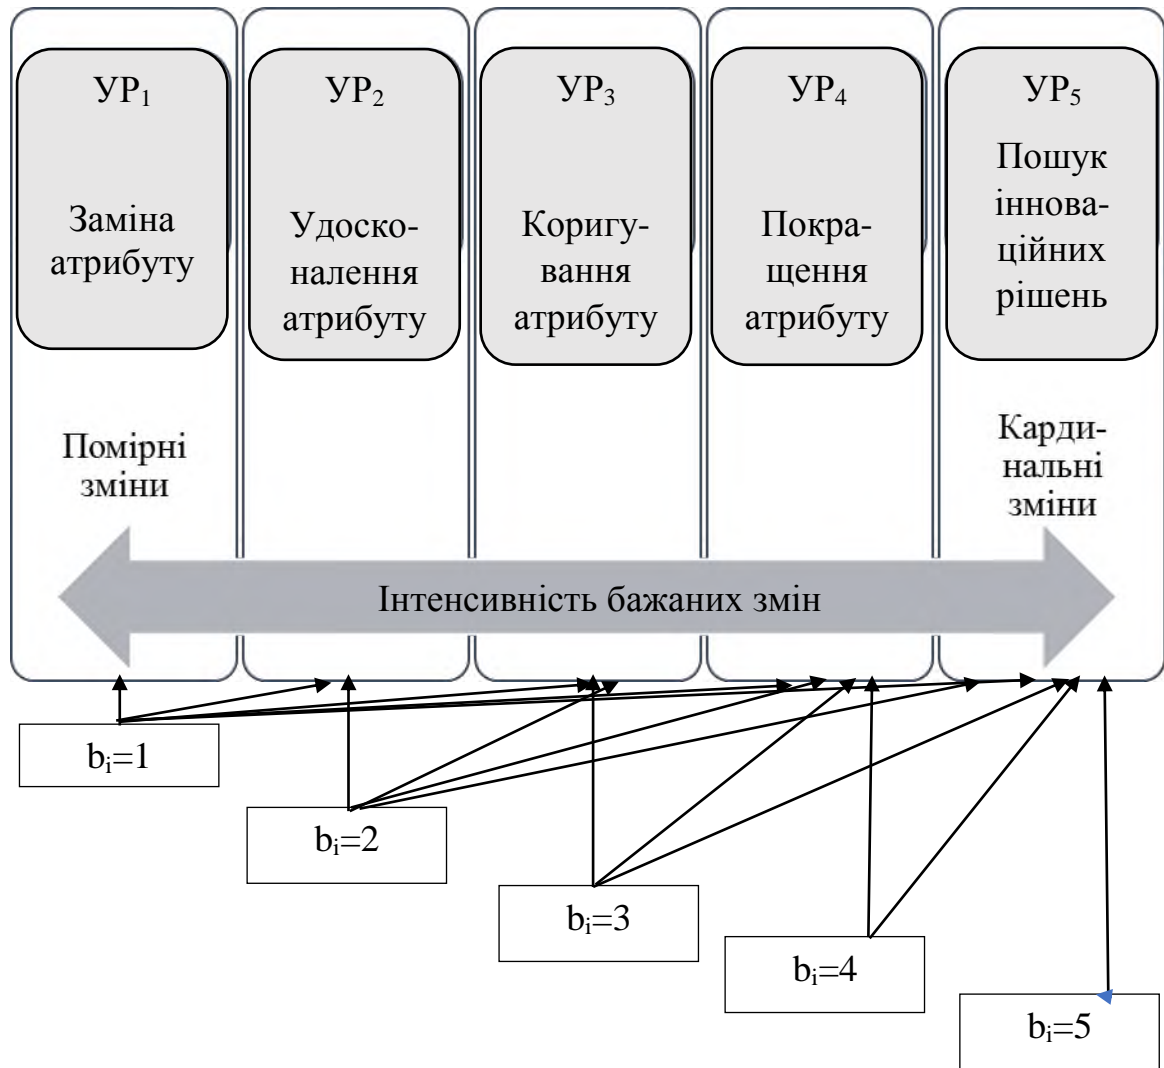 УР₁
Заміна
атрибуту
УР₂
Удоско-
налення
атрибуту
УР₃
Коригу-
вання
атрибуту
УР₄
Покра-
щення
атрибуту
УР₅
Пошук
іннова-
ційних
рішень
Помірні
зміни
Карди-
нальні
зміни
Інтенсивність бажаних змін
bᵢ=1
bᵢ=2
bᵢ=3
bᵢ=4
bᵢ=5